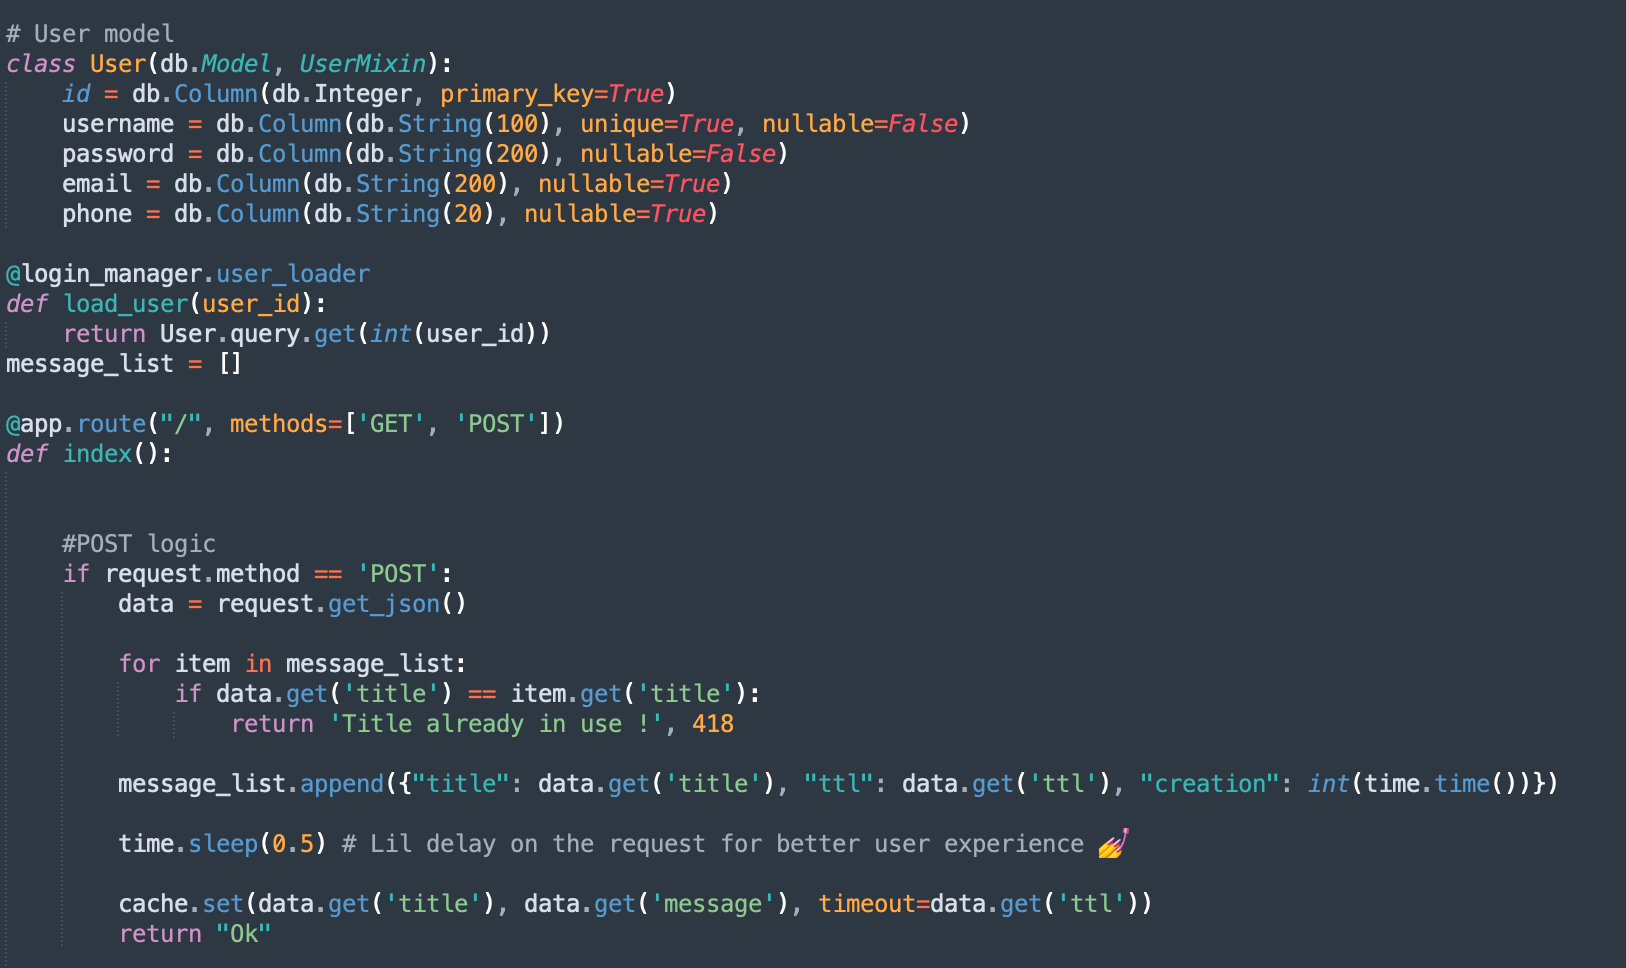 # User model
class User(db.Model, UserMixin):
    id = db.Column(db.Integer, primary_key=True)
    username = db.Column(db.String(100), unique=True, nullable=False)
    password = db.Column(db.String(200), nullable=False)
    email = db.Column(db.String(200), nullable=True)
    phone = db.Column(db.String(20), nullable=True)

@login_manager.user_loader
def load_user(user_id):
    return User.query.get(int(user_id))
message_list = []

@app.route("/", methods=['GET', 'POST'])
def index():


    #POST logic
    if request.method == 'POST':
        data = request.get_json()

        for item in message_list:
            if data.get('title') == item.get('title'):
                return 'Title already in use !', 418

        message_list.append({"title": data.get('title'), "ttl": data.get('ttl'), "creation": int(time.time())})

        time.sleep(0.5) # Lil delay on the request for better user experience 💅

        cache.set(data.get('title'), data.get('message'), timeout=data.get('ttl'))
        return "Ok"